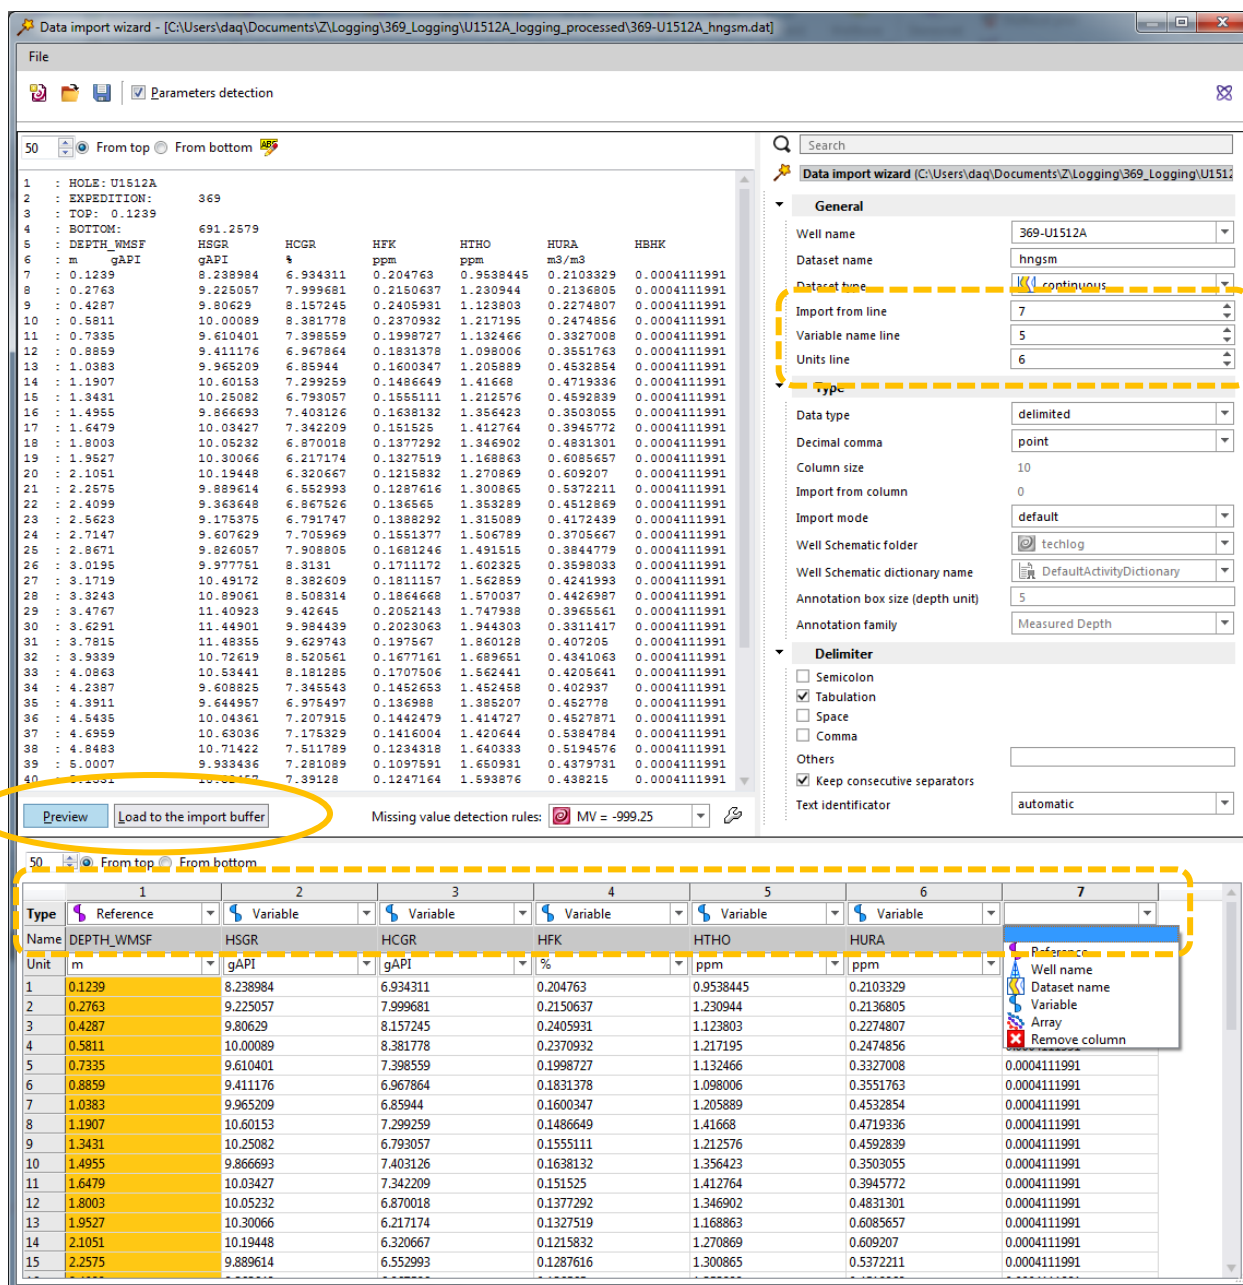 Data import wizard - [C:\Users\daq\Documents\Z\Logging\369_Logging\U1512A_logging_processed\369-U1512A_hngsm.dat]
File
Parameters detection
50 From top From bottom
1 : HOLE: U1512A
2 : EXPEDITION: 369
3 : TOP: 0.1239
4 : BOTTOM: 691.2579
5 : DEPTH_WMSF HSGR HCGR HFK HTHO HURA HBHK
6 : m gAPI gAPI % ppm ppm m3/m3
7 : 0.1239 8.238984 6.934311 0.204763 0.9538445 0.2103329 0.0004111991
8 : 0.2763 9.225057 7.999681 0.2150637 1.230944 0.2136805 0.0004111991
9 : 0.4287 9.80629 8.157245 0.2405931 1.123803 0.2274807 0.0004111991
10 : 0.5811 10.00089 8.381778 0.2370932 1.217195 0.2474856 0.0004111991
11 : 0.7335 9.610401 7.398559 0.1998727 1.132466 0.3327008 0.0004111991
12 : 0.8859 9.411176 6.967864 0.1831378 1.098006 0.3551763 0.0004111991
13 : 1.0383 9.965209 6.85944 0.1600347 1.205889 0.4532854 0.0004111991
14 : 1.1907 10.60153 7.299259 0.1486649 1.41668 0.4719336 0.0004111991
15 : 1.3431 10.25082 6.793057 0.1555111 1.212576 0.4592839 0.0004111991
16 : 1.4955 9.866693 7.403126 0.1638132 1.356423 0.3503055 0.0004111991
17 : 1.6479 10.03427 7.342209 0.151525 1.412764 0.3945772 0.0004111991
18 : 1.8003 10.05232 6.870018 0.1377292 1.346902 0.4831301 0.0004111991
19 : 1.9527 10.30066 6.217174 0.1327519 1.168863 0.6085657 0.0004111991
20 : 2.1051 10.19448 6.320667 0.1215832 1.270869 0.609207 0.0004111991
21 : 2.2575 9.889614 6.552993 0.1287616 1.300865 0.5372211 0.0004111991
22 : 2.4099 9.363648 6.867526 0.136565 1.353289 0.4512869 0.0004111991
23 : 2.5623 9.175375 6.791747 0.1388292 1.315089 0.4172439 0.0004111991
24 : 2.7147 9.607629 7.705969 0.1551377 1.506789 0.3705667 0.0004111991
25 : 2.8671 9.826057 7.908805 0.1681246 1.491515 0.3844779 0.0004111991
26 : 3.0195 9.977751 8.3131 0.1711172 1.602325 0.3598033 0.0004111991
27 : 3.1719 10.49172 8.382609 0.1811157 1.562859 0.4241993 0.0004111991
28 : 3.3243 10.89061 8.508314 0.1864668 1.570037 0.4426987 0.0004111991
29 : 3.4767 11.40923 9.42645 0.2052143 1.747938 0.3965561 0.0004111991
30 : 3.6291 11.44901 9.984439 0.2023063 1.944303 0.3311417 0.0004111991
31 : 3.7815 11.48355 9.629743 0.197567 1.860128 0.407205 0.0004111991
32 : 3.9339 10.72619 8.520561 0.1677161 1.689651 0.4341063 0.0004111991
33 : 4.0863 10.53441 8.181285 0.1707506 1.562441 0.4205641 0.0004111991
34 : 4.2387 9.608825 7.345543 0.1452653 1.452458 0.402937 0.0004111991
35 : 4.3911 9.644957 6.975497 0.136988 1.385207 0.452778 0.0004111991
36 : 4.5435 10.04361 7.207915 0.1442479 1.414727 0.4527871 0.0004111991
37 : 4.6959 10.63036 7.175329 0.1416004 1.420644 0.5384784 0.0004111991
38 : 4.8483 10.71422 7.511789 0.1234318 1.640333 0.5194576 0.0004111991
39 : 5.0007 9.933436 7.281089 0.1097591 1.650931 0.4379731 0.0004111991
40 : 7.39128 0.1247164 1.593876 0.438215 0.0004111991
Preview Load to the import buffer Missing value detection rules: MV = -999.25
Search
Data import wizard (C:\Users\daq\Documents\Z\Logging\369_Logging\U1512
General
Well name 369-U1512A
Dataset name hngsm
Dataset type continuous
Import from line 7
Variable name line 5
Units line 6
Type
Data type delimited
Decimal comma point
Column size 10
Import from column 0
Import mode default
Well Schematic folder techlog
Well Schematic dictionary name DefaultActivityDictionary
Annotation box size (depth unit) 5
Annotation family Measured Depth
Delimiter
Semicolon
Tabulation
Space
Comma
Others
Keep consecutive separators
Text identificator automatic
50 From top From bottom
1 2 3 4 5 6 7
Type Reference Variable Variable Variable Variable Variable
Name DEPTH_WMSF HSGR HCGR HFK HTHO HURA
Unit m gAPI gAPI % ppm ppm
Reference
Well name
Dataset name
Variable
Array
Remove column
1 0.1239 8.238984 6.934311 0.204763 0.9538445 0.2103329
2 0.2763 9.225057 7.999681 0.2150637 1.230944 0.2136805
3 0.4287 9.80629 8.157245 0.2405931 1.123803 0.2274807
4 0.5811 10.00089 8.381778 0.2370932 1.217195 0.2474856
5 0.7335 9.610401 7.398559 0.1998727 1.132466 0.3327008 0.0004111991
6 0.8859 9.411176 6.967864 0.1831378 1.098006 0.3551763 0.0004111991
7 1.0383 9.965209 6.85944 0.1600347 1.205889 0.4532854 0.0004111991
8 1.1907 10.60153 7.299259 0.1486649 1.41668 0.4719336 0.0004111991
9 1.3431 10.25082 6.793057 0.1555111 1.212576 0.4592839 0.0004111991
10 1.4955 9.866693 7.403126 0.1638132 1.356423 0.3503055 0.0004111991
11 1.6479 10.03427 7.342209 0.151525 1.412764 0.3945772 0.0004111991
12 1.8003 10.05232 6.870018 0.1377292 1.346902 0.4831301 0.0004111991
13 1.9527 10.30066 6.217174 0.1327519 1.168863 0.6085657 0.0004111991
14 2.1051 10.19448 6.320667 0.1215832 1.270869 0.609207 0.0004111991
15 2.2575 9.889614 6.552993 0.1287616 1.300865 0.5372211 0.0004111991